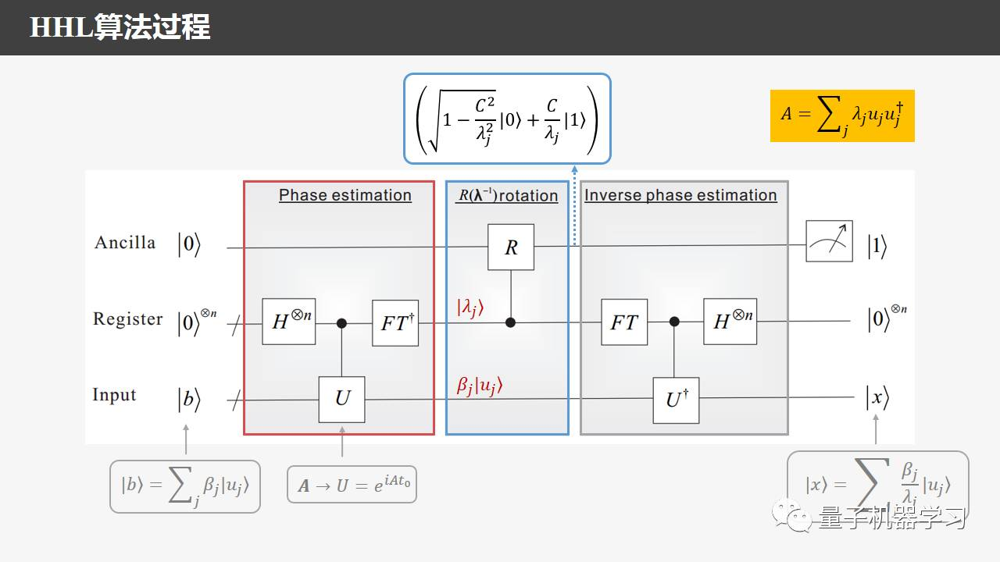 HHL算法过程
(√(1 − C²/λⱼ²)|0⟩ + C/λⱼ|1⟩)
A = ∑ⱼ λⱼuⱼuⱼ†
Phase estimation
R(λ⁻¹)rotation
Inverse phase estimation
Ancilla |0⟩
R
|1⟩
|λⱼ⟩
Register |0⟩⊗ⁿ
H⊗ⁿ
FT†
FT
H⊗ⁿ
|0⟩⊗ⁿ
βⱼ|uⱼ⟩
Input |b⟩
U
U†
|x⟩
|b⟩ = ∑ⱼ βⱼ|uⱼ⟩
A → U = e^{iAt₀}
|x⟩ = ∑ⱼ βⱼ/λⱼ|uⱼ⟩
量子机器学习